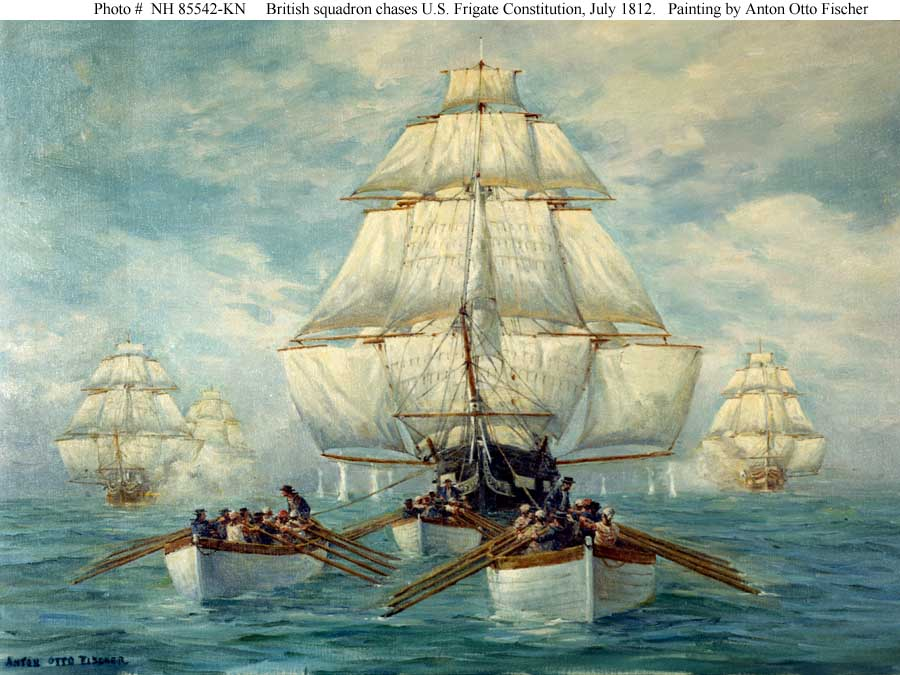 Photo # NH 85542-KN British squadron chases U.S. Frigate Constitution, July 1812. Painting by Anton Otto Fischer
ANTON OTTO FISCHER